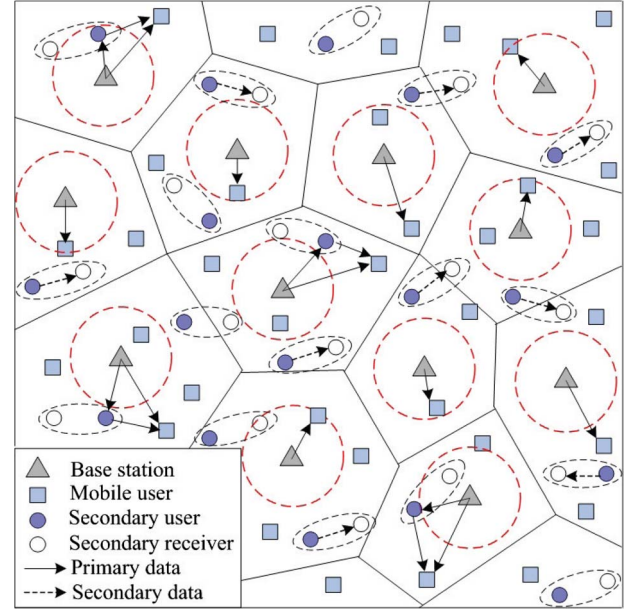 Base station
Mobile user
Secondary user
Secondary receiver
Primary data
Secondary data